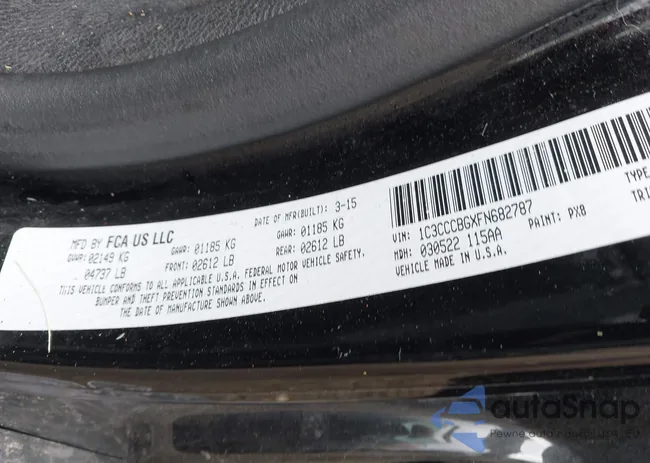 MFD BY FCA US LLC
DATE OF MFR(BUILT): 3-15
GVWR: 02149 KG
04737 LB
GAWR: 01185 KG
FRONT: 02612 LB
GAWR: 01185 KG
REAR: 02612 LB
THIS VEHICLE CONFORMS TO ALL APPLICABLE U.S.A. FEDERAL MOTOR VEHICLE SAFETY,
BUMPER AND THEFT PREVENTION STANDARDS IN EFFECT ON
THE DATE OF MANUFACTURE SHOWN ABOVE.
VIN: 1C3CCCBGXFN682787
TYPE
MDH: 030522 115AA
PAINT: PX8
TRI
VEHICLE MADE IN U.S.A.
autoSnap